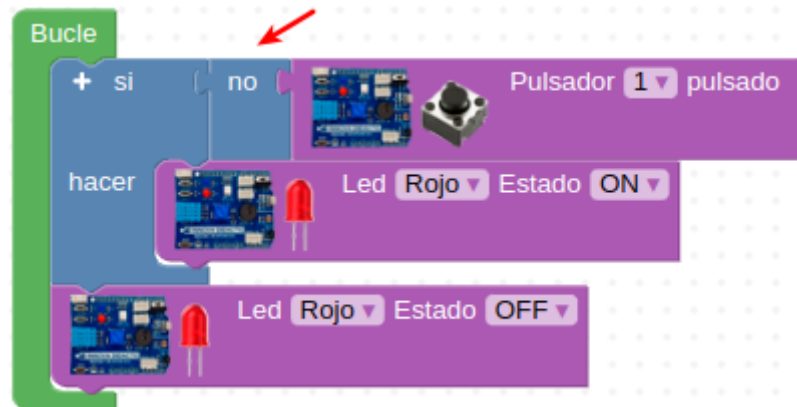 Bucle
+ si no Pulsador 1 pulsado
hacer Led Rojo Estado ON
Led Rojo Estado OFF